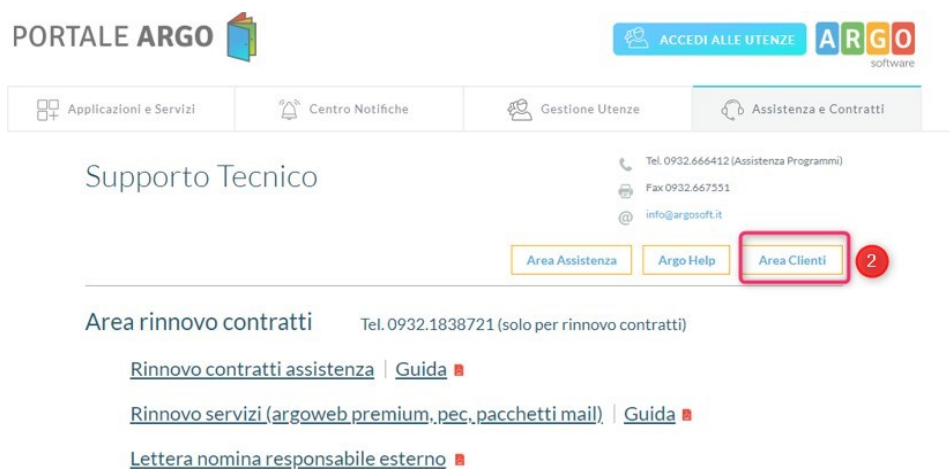 PORTALE ARGO
ACCEDI ALLE UTENZE
ARGO
software
Applicazioni e Servizi
Centro Notifiche
Gestione Utenze
Assistenza e Contratti
Supporto Tecnico
Tel. 0932.666412 (Assistenza Programmi)
Fax 0932.667551
@ info@argosoft.it
Area Assistenza
Argo Help
Area Clienti
2
Area rinnovo contratti
Tel. 0932.1838721 (solo per rinnovo contratti)
Rinnovo contratti assistenza | Guida
Rinnovo servizi (argoweb premium, pec, pacchetti mail) | Guida
Lettera nomina responsabile esterno